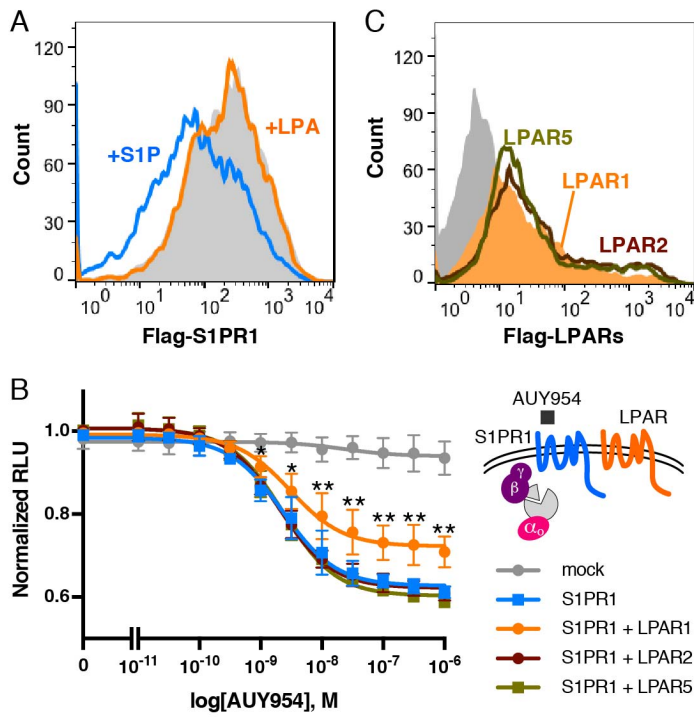 A
Count
120
90
60
30
0
+S1P
+LPA
10^0 10^1 10^2 10^3 10^4
Flag-S1PR1
C
Count
120
90
60
30
0
LPAR5
LPAR1
LPAR2
10^0 10^1 10^2 10^3 10^4
Flag-LPARs
B
Normalized RLU
1.0
0.8
0.6
* * ** ** ** ** **
0 10^-11 10^-10 10^-9 10^-8 10^-7 10^-6
log[AUY954], M
AUY954
S1PR1
LPAR
γ
β
α_o
mock
S1PR1
S1PR1 + LPAR1
S1PR1 + LPAR2
S1PR1 + LPAR5